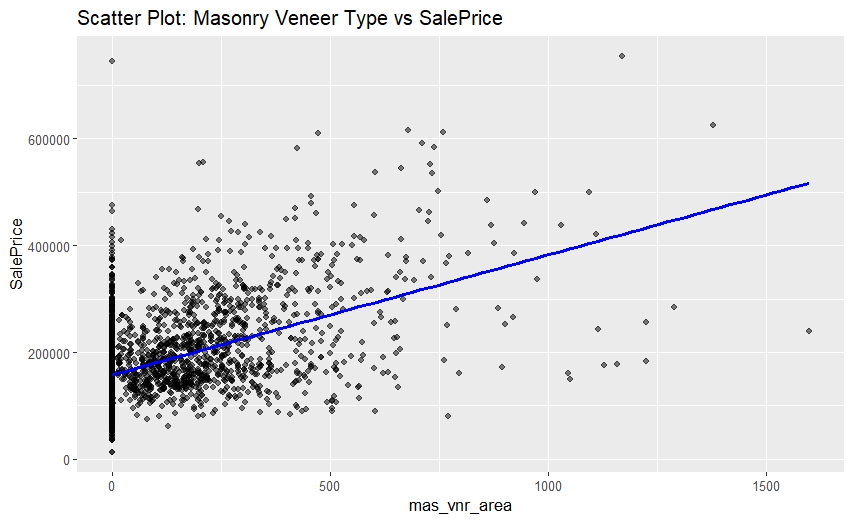 Scatter Plot: Masonry Veneer Type vs SalePrice
SalePrice
600000
400000
200000
0
0 500 1000 1500
mas_vnr_area